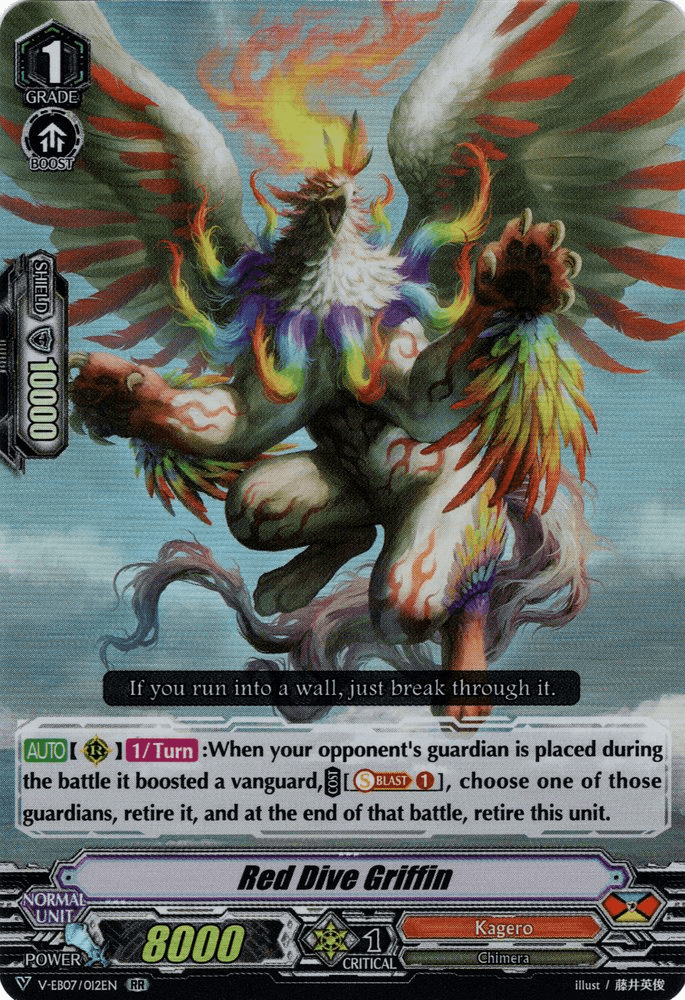 1
GRADE
BOOST
SHIELD
10000
If you run into a wall, just break through it.
AUTO【 R 】1/Turn :When your opponent's guardian is placed during
the battle it boosted a vanguard,COST[ S BLAST 1 ], choose one of those
guardians, retire it, and at the end of that battle, retire this unit.
Red Dive Griffin
NORMAL
UNIT
POWER
8000
1
CRITICAL
Kagero
Chimera
V-EB07/012EN RR
illust / 藤井英俊